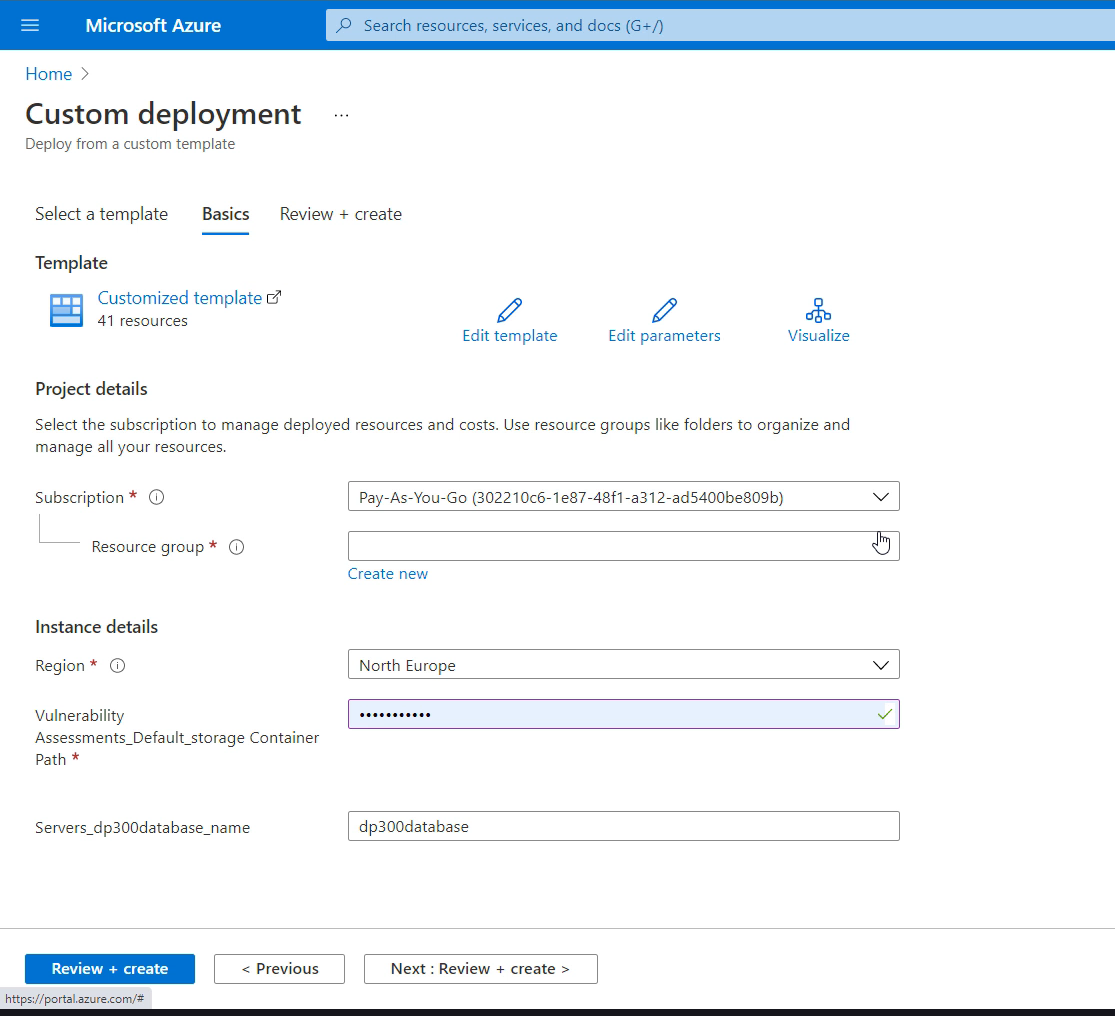 Microsoft Azure
Search resources, services, and docs (G+/)
Home
Custom deployment
...
Deploy from a custom template
Select a template
Basics
Review + create
Template
Customized template
41 resources
Edit template
Edit parameters
Visualize
Project details
Select the subscription to manage deployed resources and costs. Use resource groups like folders to organize and
manage all your resources.
Subscription *
Pay-As-You-Go (302210c6-1e87-48f1-a312-ad5400be809b)
Resource group *
Create new
Instance details
Region *
North Europe
Vulnerability
Assessments_Default_storage Container
Path *
•••••••••••
Servers_dp300database_name
dp300database
Review + create
< Previous
Next : Review + create >
https://portal.azure.com/#